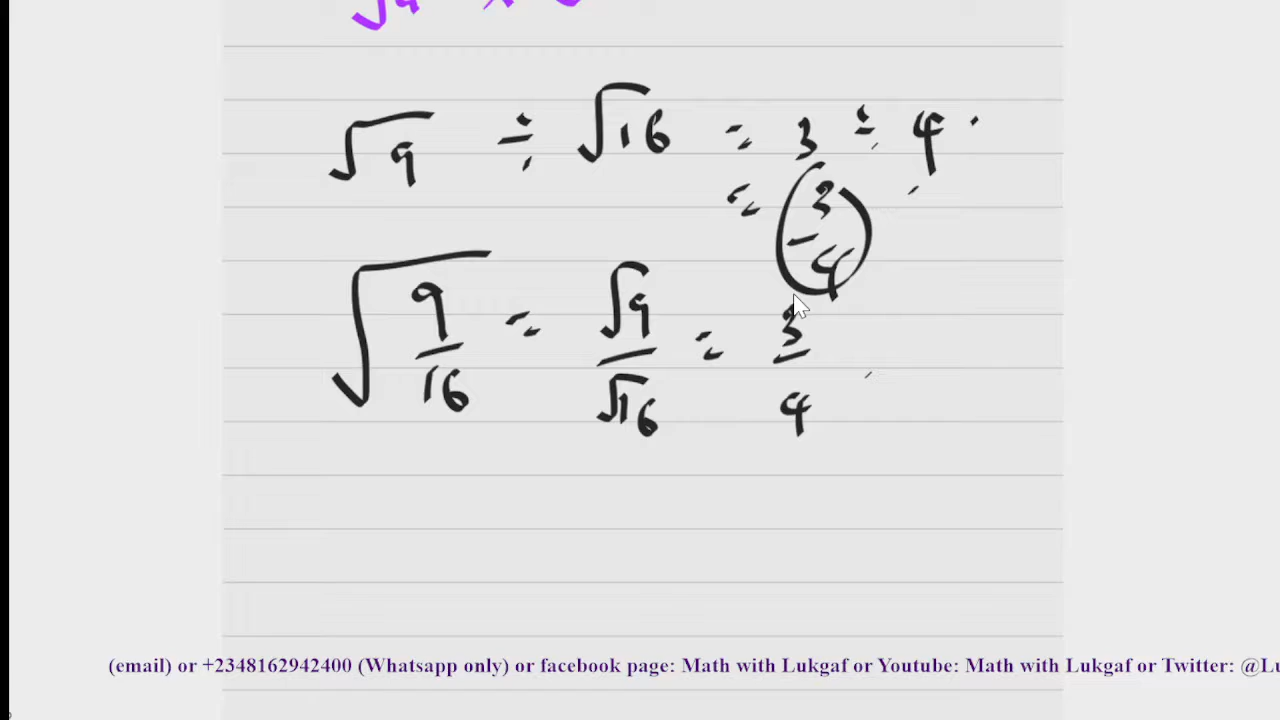 √9 ÷ √16 = 3 ÷ 4
= 3/4
√(9/16) = √9/√16 = 3/4
(email) or +2348162942400 (Whatsapp only) or facebook page: Math with Lukgaf or Youtube: Math with Lukgaf or Twitter: @Lu